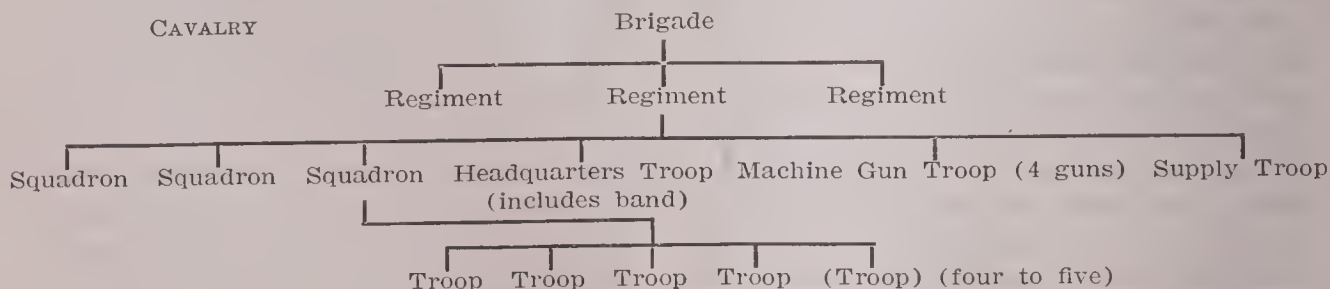 CAVALRY
Brigade
Regiment Regiment Regiment
Squadron Squadron Squadron Headquarters Troop Machine Gun Troop (4 guns) Supply Troop
(includes band)
Troop Troop Troop Troop (Troop) (four to five)